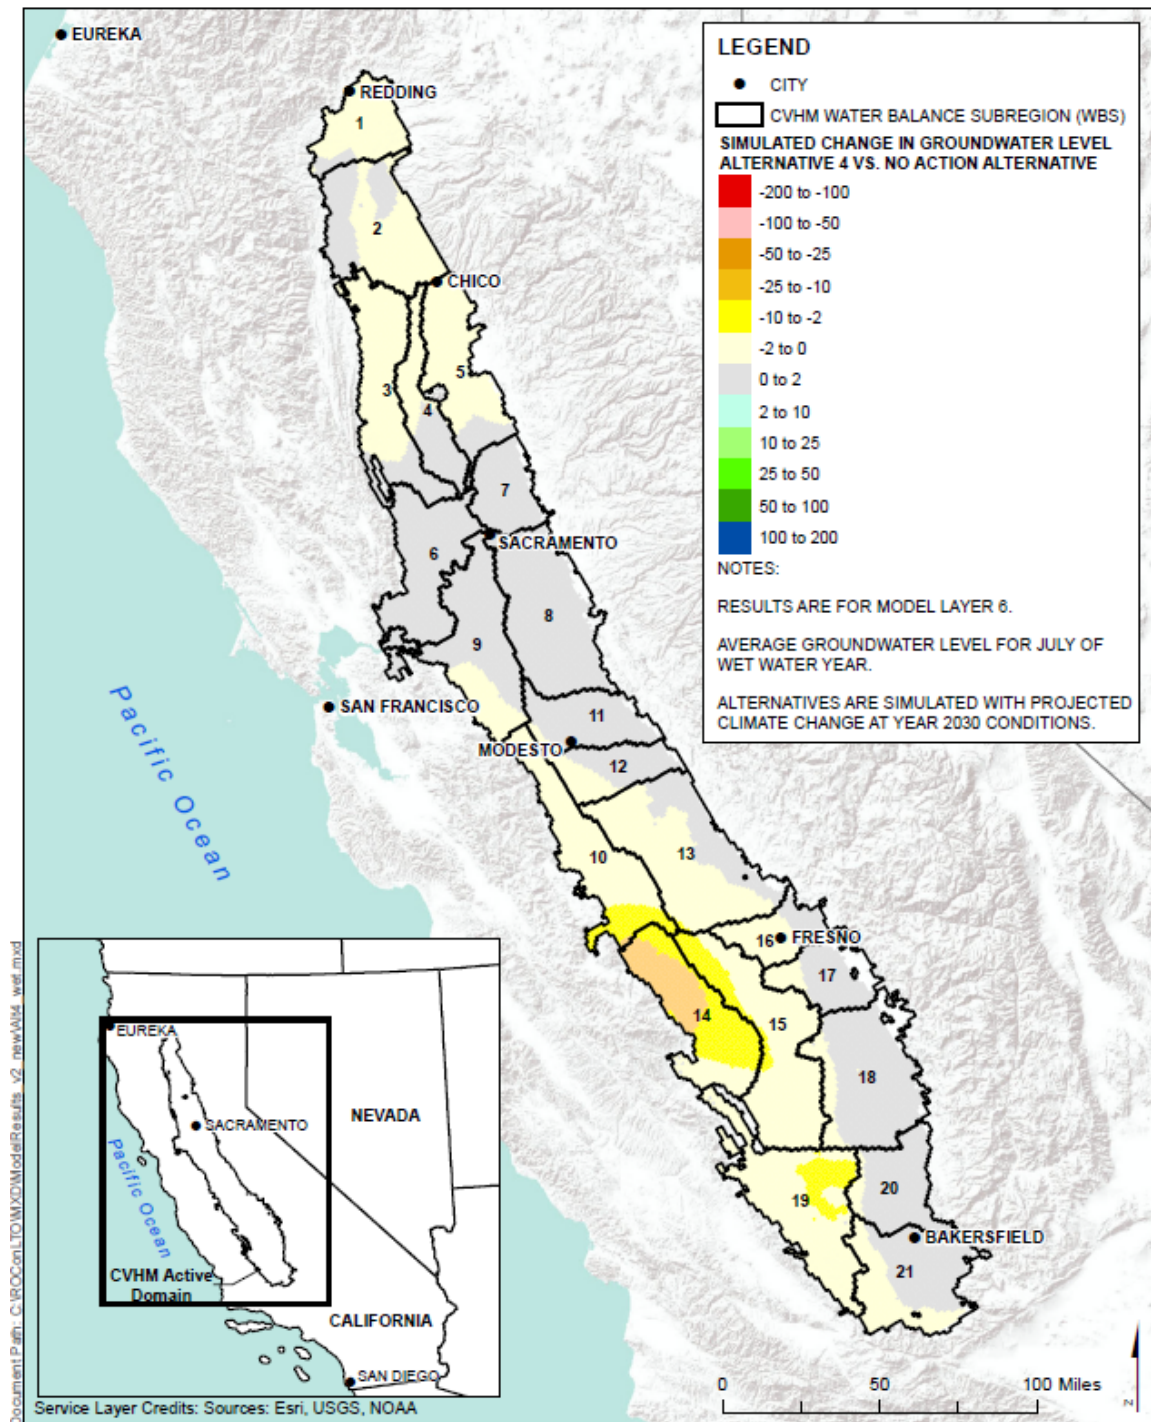 EUREKA
REDDING
1
2
CHICO
3
4
5
7
SACRAMENTO
6
8
9
SAN FRANCISCO
11
MODESTO
12
10
13
16
FRESNO
17
14
15
18
19
20
BAKERSFIELD
21
Pacific Ocean
LEGEND
CITY
CVHM WATER BALANCE SUBREGION (WBS)
SIMULATED CHANGE IN GROUNDWATER LEVEL
ALTERNATIVE 4 VS. NO ACTION ALTERNATIVE
-200 to -100
-100 to -50
-50 to -25
-25 to -10
-10 to -2
-2 to 0
0 to 2
2 to 10
10 to 25
25 to 50
50 to 100
100 to 200
NOTES:
RESULTS ARE FOR MODEL LAYER 6.
AVERAGE GROUNDWATER LEVEL FOR JULY OF
WET WATER YEAR.
ALTERNATIVES ARE SIMULATED WITH PROJECTED
CLIMATE CHANGE AT YEAR 2030 CONDITIONS.
EUREKA
SACRAMENTO
NEVADA
Pacific Ocean
CVHM Active
Domain
CALIFORNIA
SAN DIEGO
0 50 100 Miles
Z
Service Layer Credits: Sources: Esri, USGS, NOAA